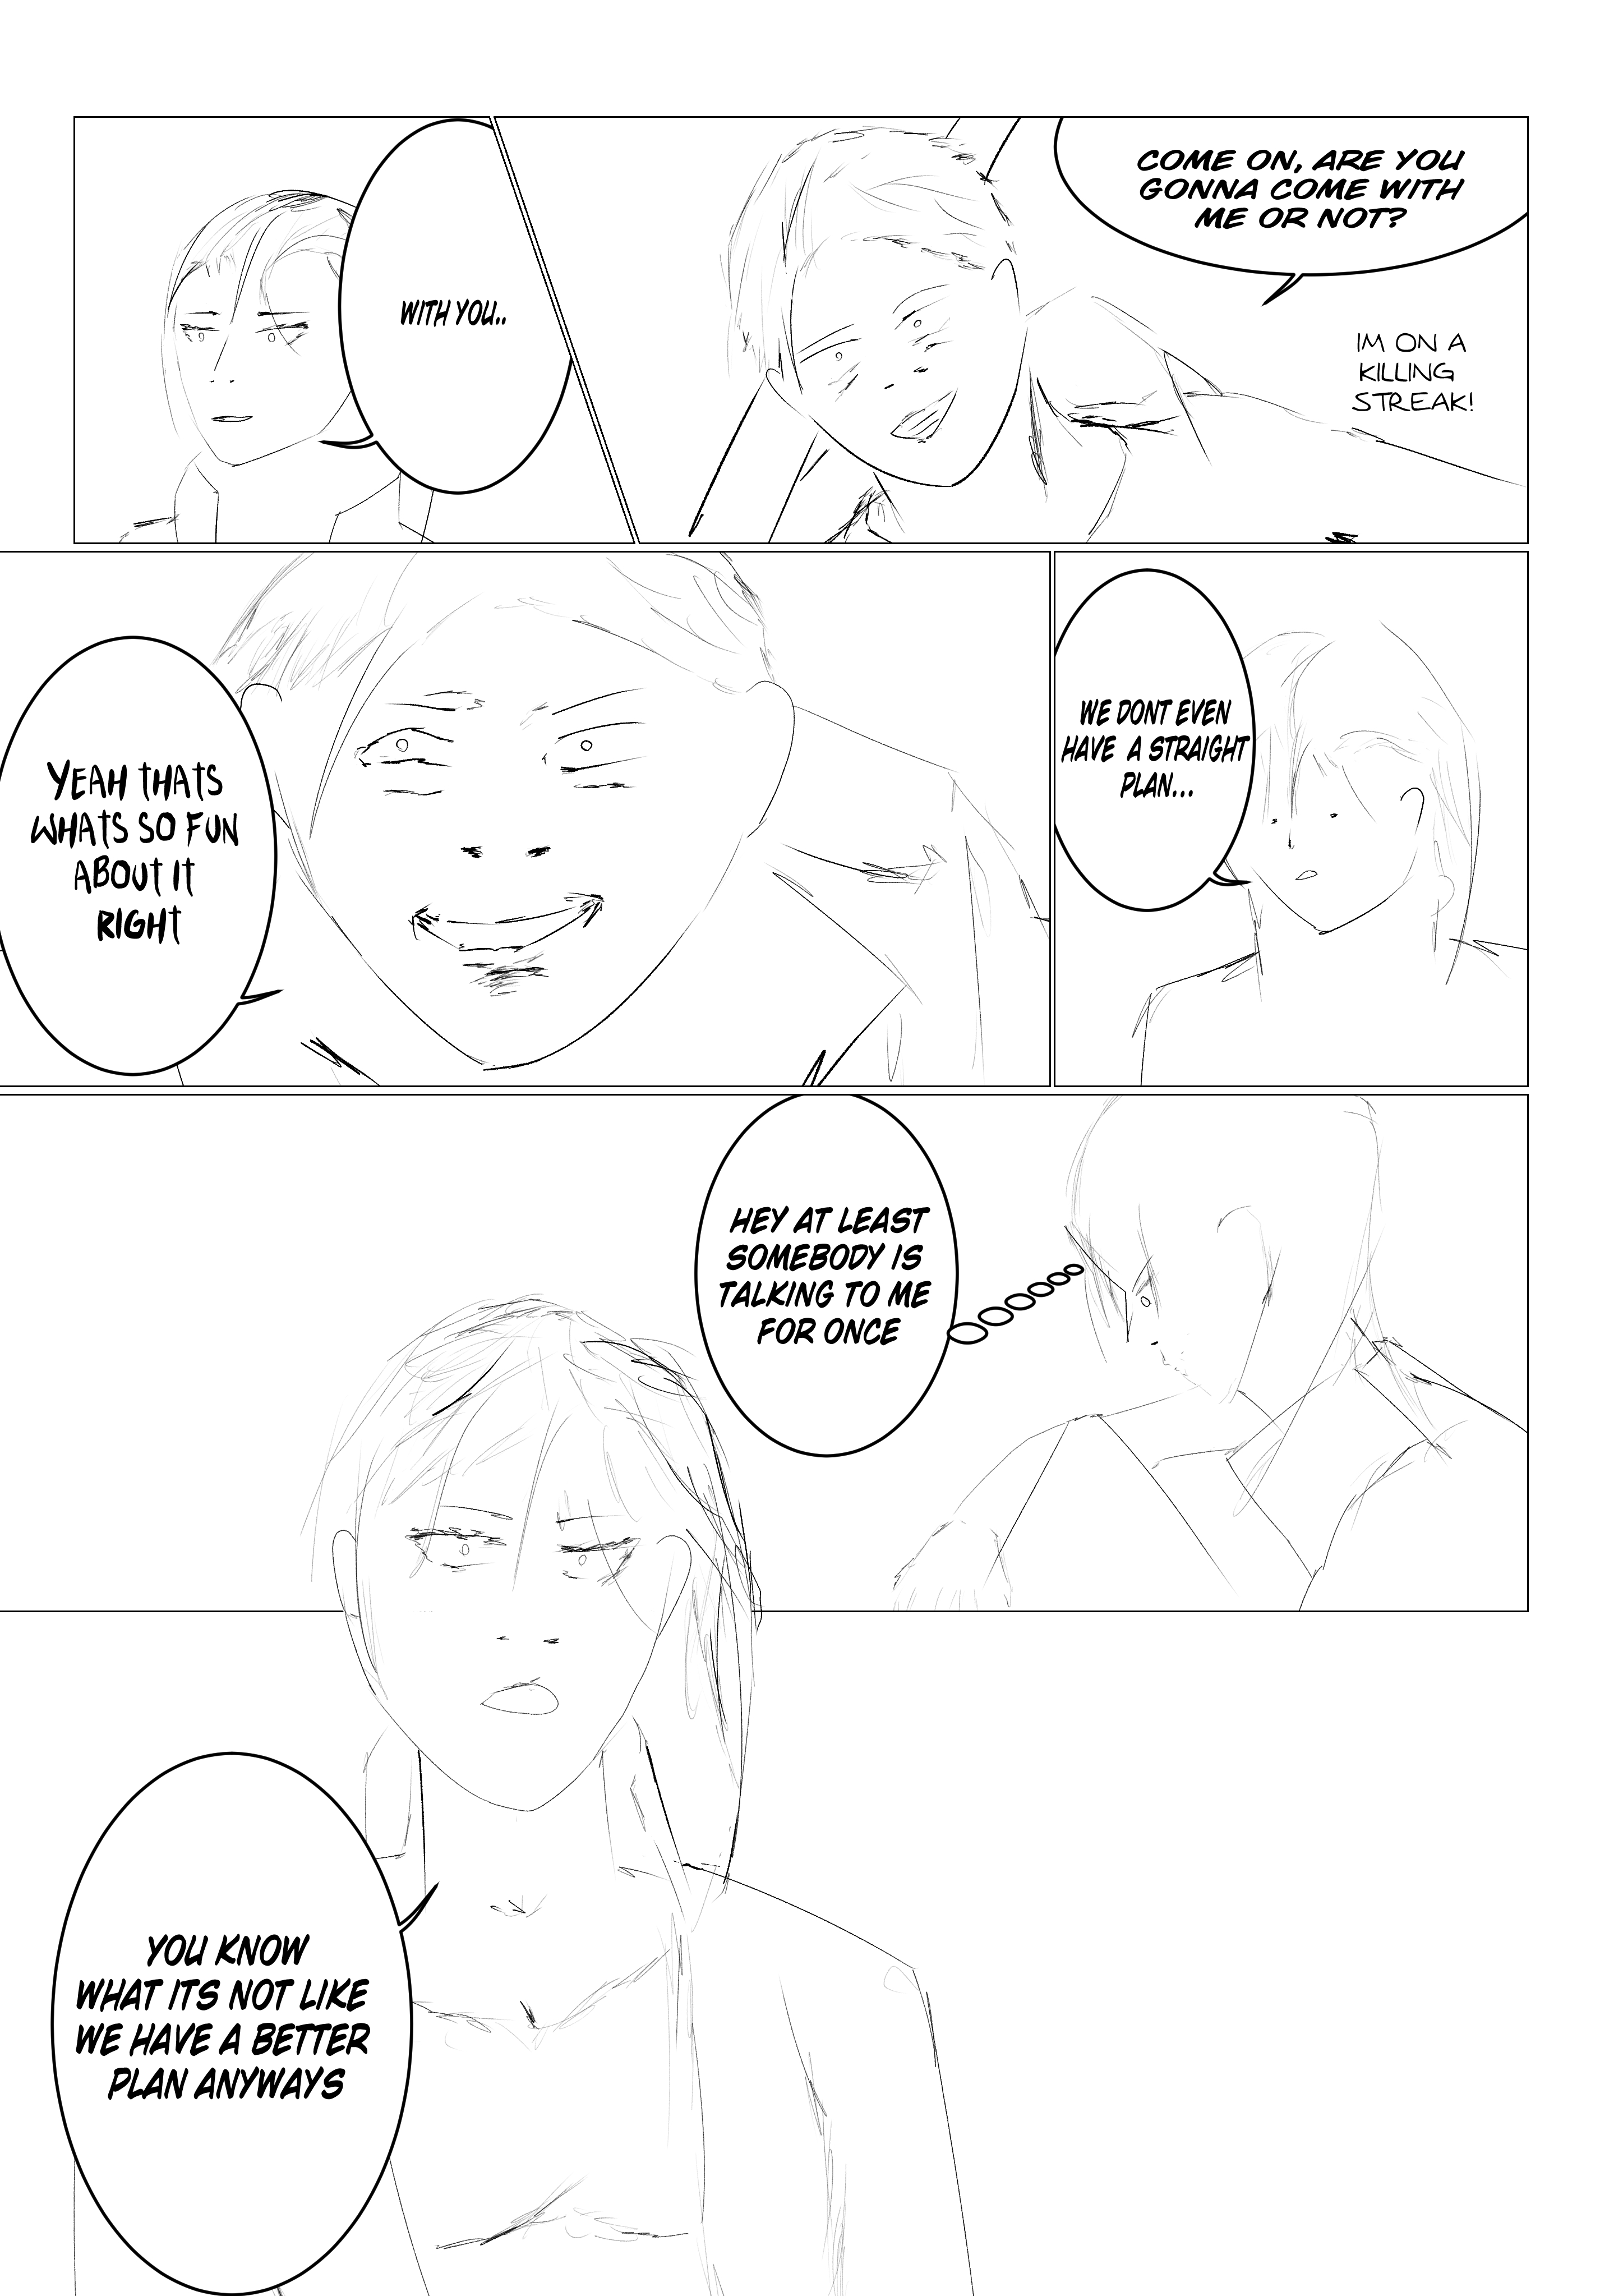 COME ON, ARE YOU
GONNA COME WITH
ME OR NOT?
IM ON A
KILLING
STREAK!
WITH YOU..
WE DONT EVEN
HAVE A STRAIGHT
PLAN...
YEAH THATS
WHATS SO FUN
ABOUT IT
RIGHT
HEY AT LEAST
SOMEBODY IS
TALKING TO ME
FOR ONCE
YOU KNOW
WHAT ITS NOT LIKE
WE HAVE A BETTER
PLAN ANYWAYS